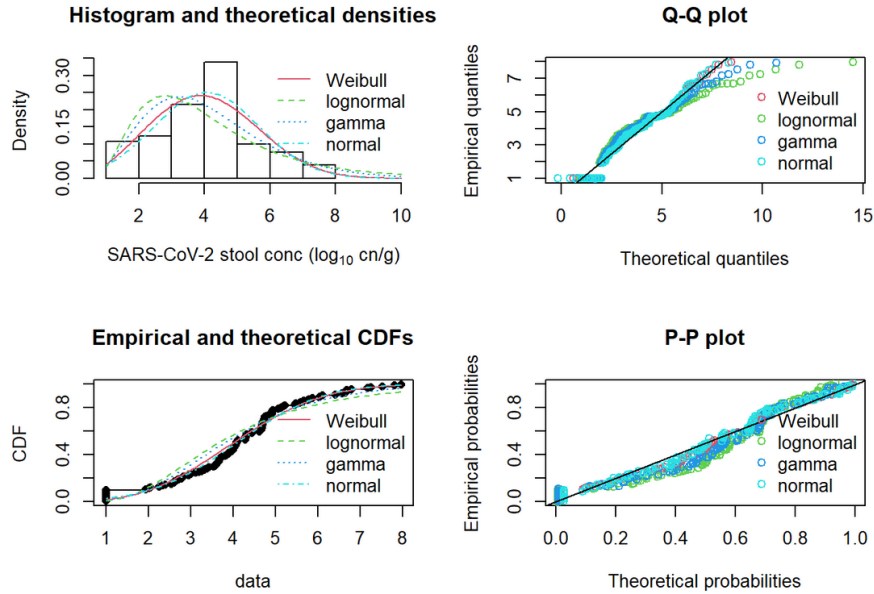 Histogram and theoretical densities
Density
0.00
0.15
0.30
Weibull
lognormal
gamma
normal
2
4
6
8
10
SARS-CoV-2 stool conc (log₁₀ cn/g)
Q-Q plot
Empirical quantiles
1
3
5
7
Weibull
lognormal
gamma
normal
0
5
10
15
Theoretical quantiles
Empirical and theoretical CDFs
CDF
0.0
0.4
0.8
Weibull
lognormal
gamma
normal
1
2
3
4
5
6
7
8
data
P-P plot
Empirical probabilities
0.0
0.4
0.8
Weibull
lognormal
gamma
normal
0.0
0.2
0.4
0.6
0.8
1.0
Theoretical probabilities